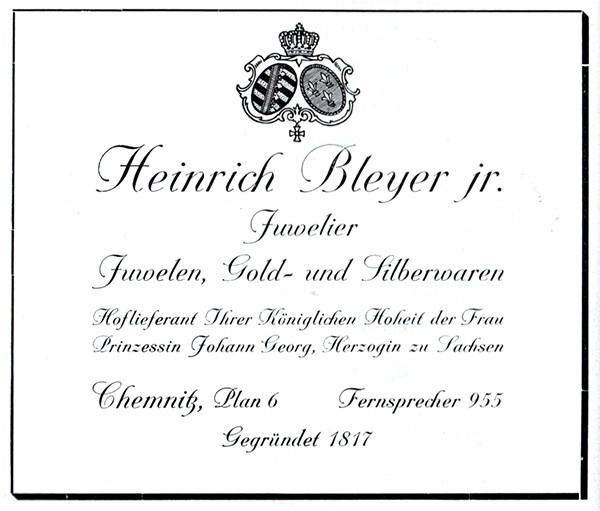 Heinrich Bleyer jr.
Juwelier
Juwelen, Gold- und Silberwaren
Hoflieferant Ihrer Königlichen Hoheit der Frau
Prinzessin Johann Georg, Herzogin zu Sachsen
Chemnitz, Plan 6 Fernsprecher 955
Gegründet 1817